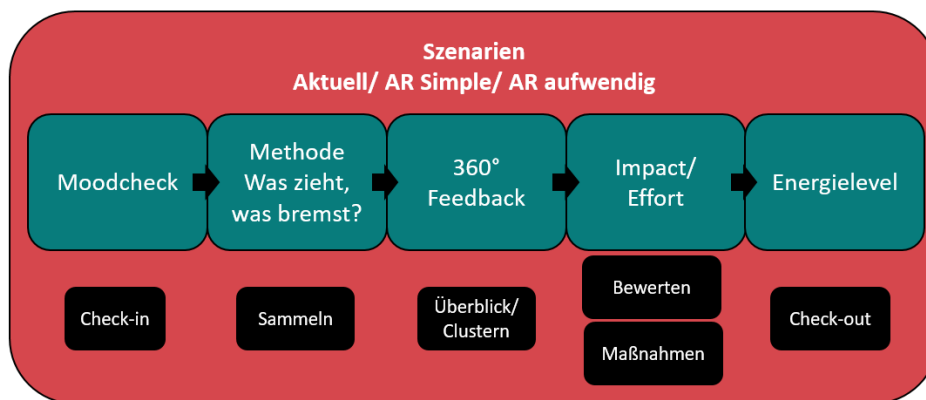 Szenarien
Aktuell/ AR Simple/ AR aufwendig
Moodcheck
Methode
Was zieht,
was bremst?
360°
Feedback
Impact/
Effort
Energielevel
Check-in
Sammeln
Überblick/
Clustern
Bewerten
Maßnahmen
Check-out